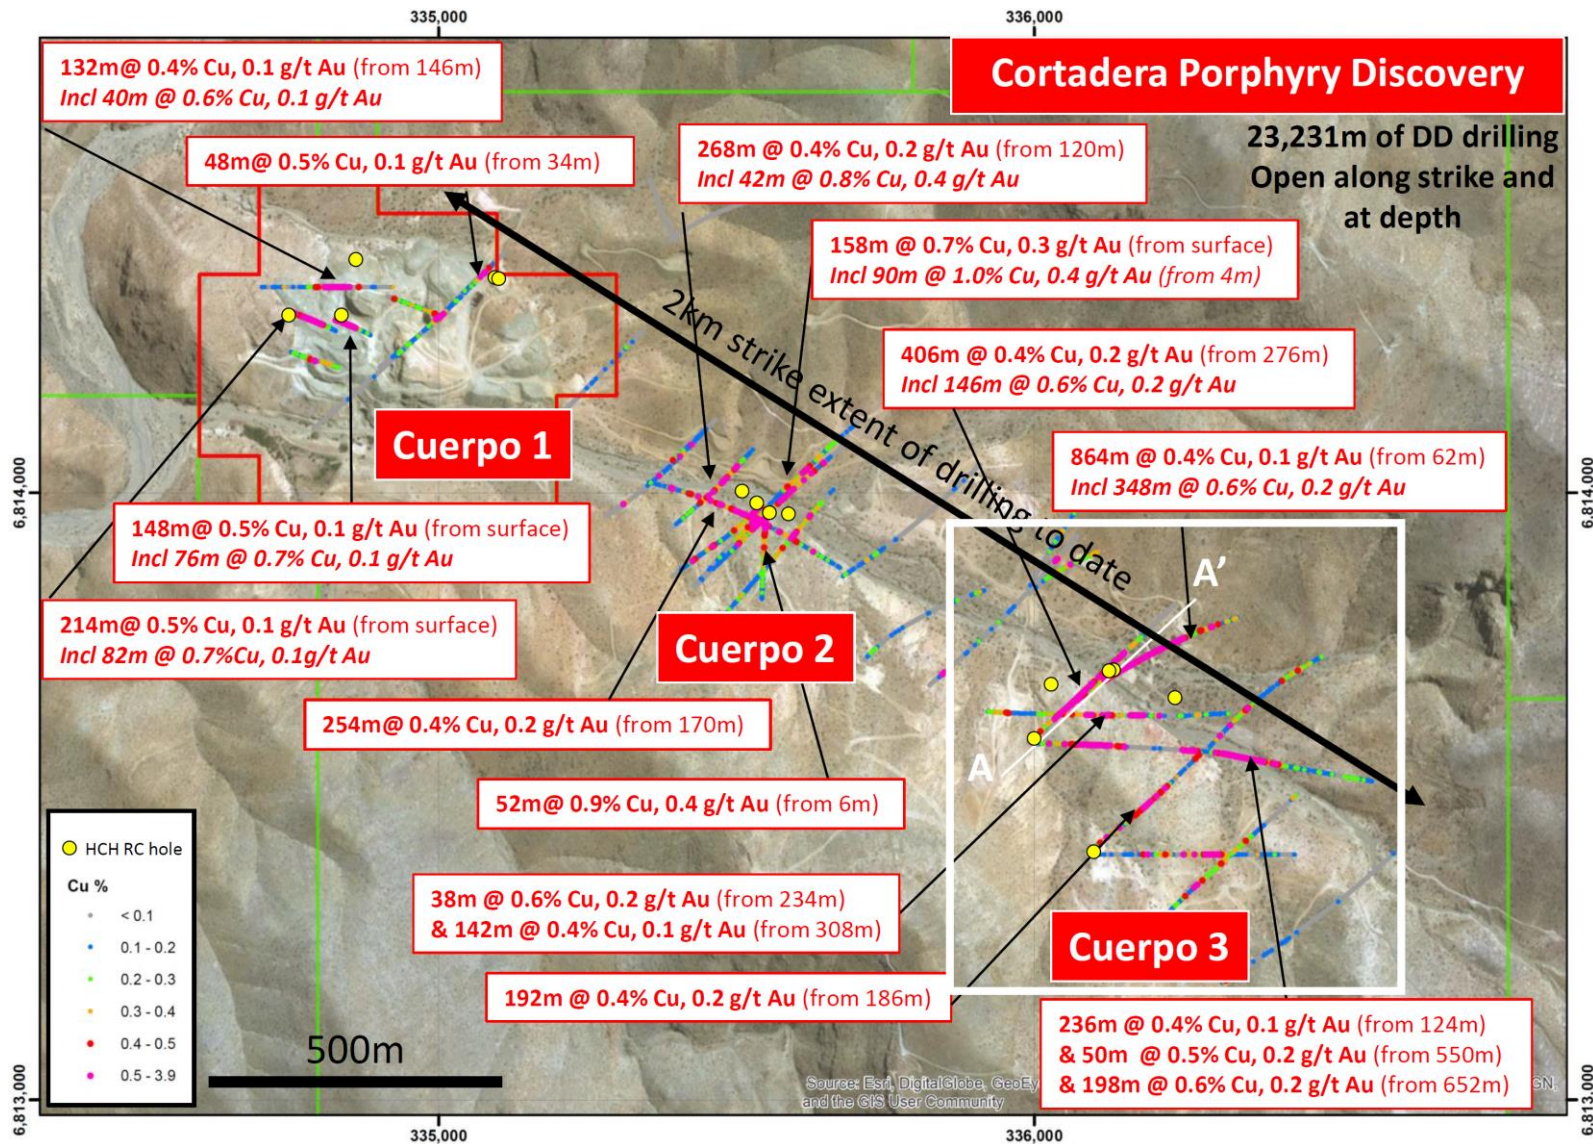 335,000
336,000
Cortadera Porphyry Discovery
23,231m of DD drilling
Open along strike and
at depth
132m@ 0.4% Cu, 0.1 g/t Au (from 146m)
Incl 40m @ 0.6% Cu, 0.1 g/t Au
48m@ 0.5% Cu, 0.1 g/t Au (from 34m)
268m @ 0.4% Cu, 0.2 g/t Au (from 120m)
Incl 42m @ 0.8% Cu, 0.4 g/t Au
158m @ 0.7% Cu, 0.3 g/t Au (from surface)
Incl 90m @ 1.0% Cu, 0.4 g/t Au (from 4m)
406m @ 0.4% Cu, 0.2 g/t Au (from 276m)
Incl 146m @ 0.6% Cu, 0.2 g/t Au
864m @ 0.4% Cu, 0.1 g/t Au (from 62m)
Incl 348m @ 0.6% Cu, 0.2 g/t Au
2km strike extent of drilling to date
Cuerpo 1
6,814,000
6,814,000
148m@ 0.5% Cu, 0.1 g/t Au (from surface)
Incl 76m @ 0.7% Cu, 0.1 g/t Au
214m@ 0.5% Cu, 0.1 g/t Au (from surface)
Incl 82m @ 0.7%Cu, 0.1g/t Au
Cuerpo 2
A'
A
254m@ 0.4% Cu, 0.2 g/t Au (from 170m)
52m@ 0.9% Cu, 0.4 g/t Au (from 6m)
38m @ 0.6% Cu, 0.2 g/t Au (from 234m)
& 142m @ 0.4% Cu, 0.1 g/t Au (from 308m)
192m @ 0.4% Cu, 0.2 g/t Au (from 186m)
Cuerpo 3
236m @ 0.4% Cu, 0.1 g/t Au (from 124m)
& 50m @ 0.5% Cu, 0.2 g/t Au (from 550m)
& 198m @ 0.6% Cu, 0.2 g/t Au (from 652m)
HCH RC hole
Cu %
< 0.1
0.1 - 0.2
0.2 - 0.3
0.3 - 0.4
0.4 - 0.5
0.5 - 3.9
500m
Source: Esri, DigitalGlobe, GeoEy
GN,
and the GIS User Community
6,813,000
6,813,000
335,000
336,000